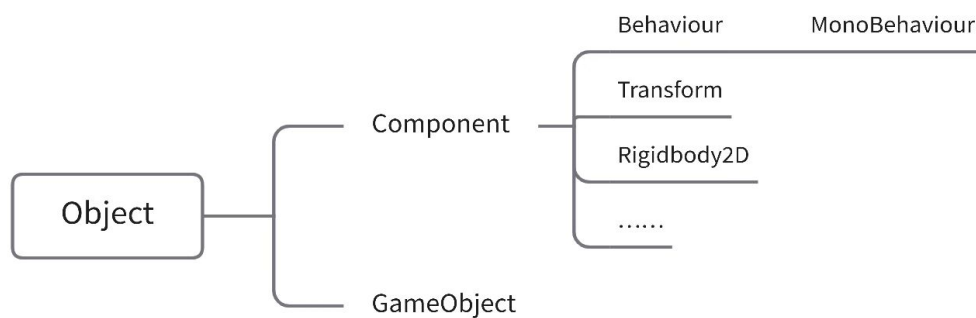 Behaviour MonoBehaviour
Transform
Component
Rigidbody2D
Object
……
GameObject